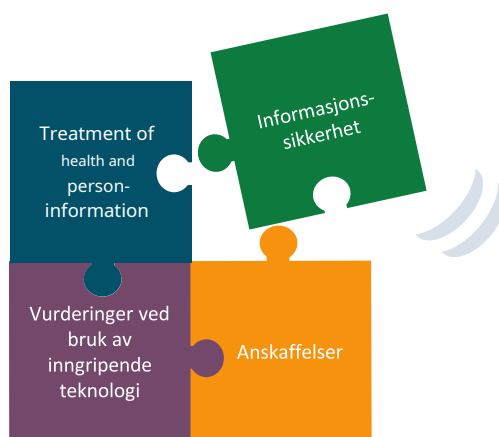 Treatment of
health and
person-
information
Informasjons-
sikkerhet
Vurderinger ved
bruk av
inngripende
teknologi
Anskaffelser